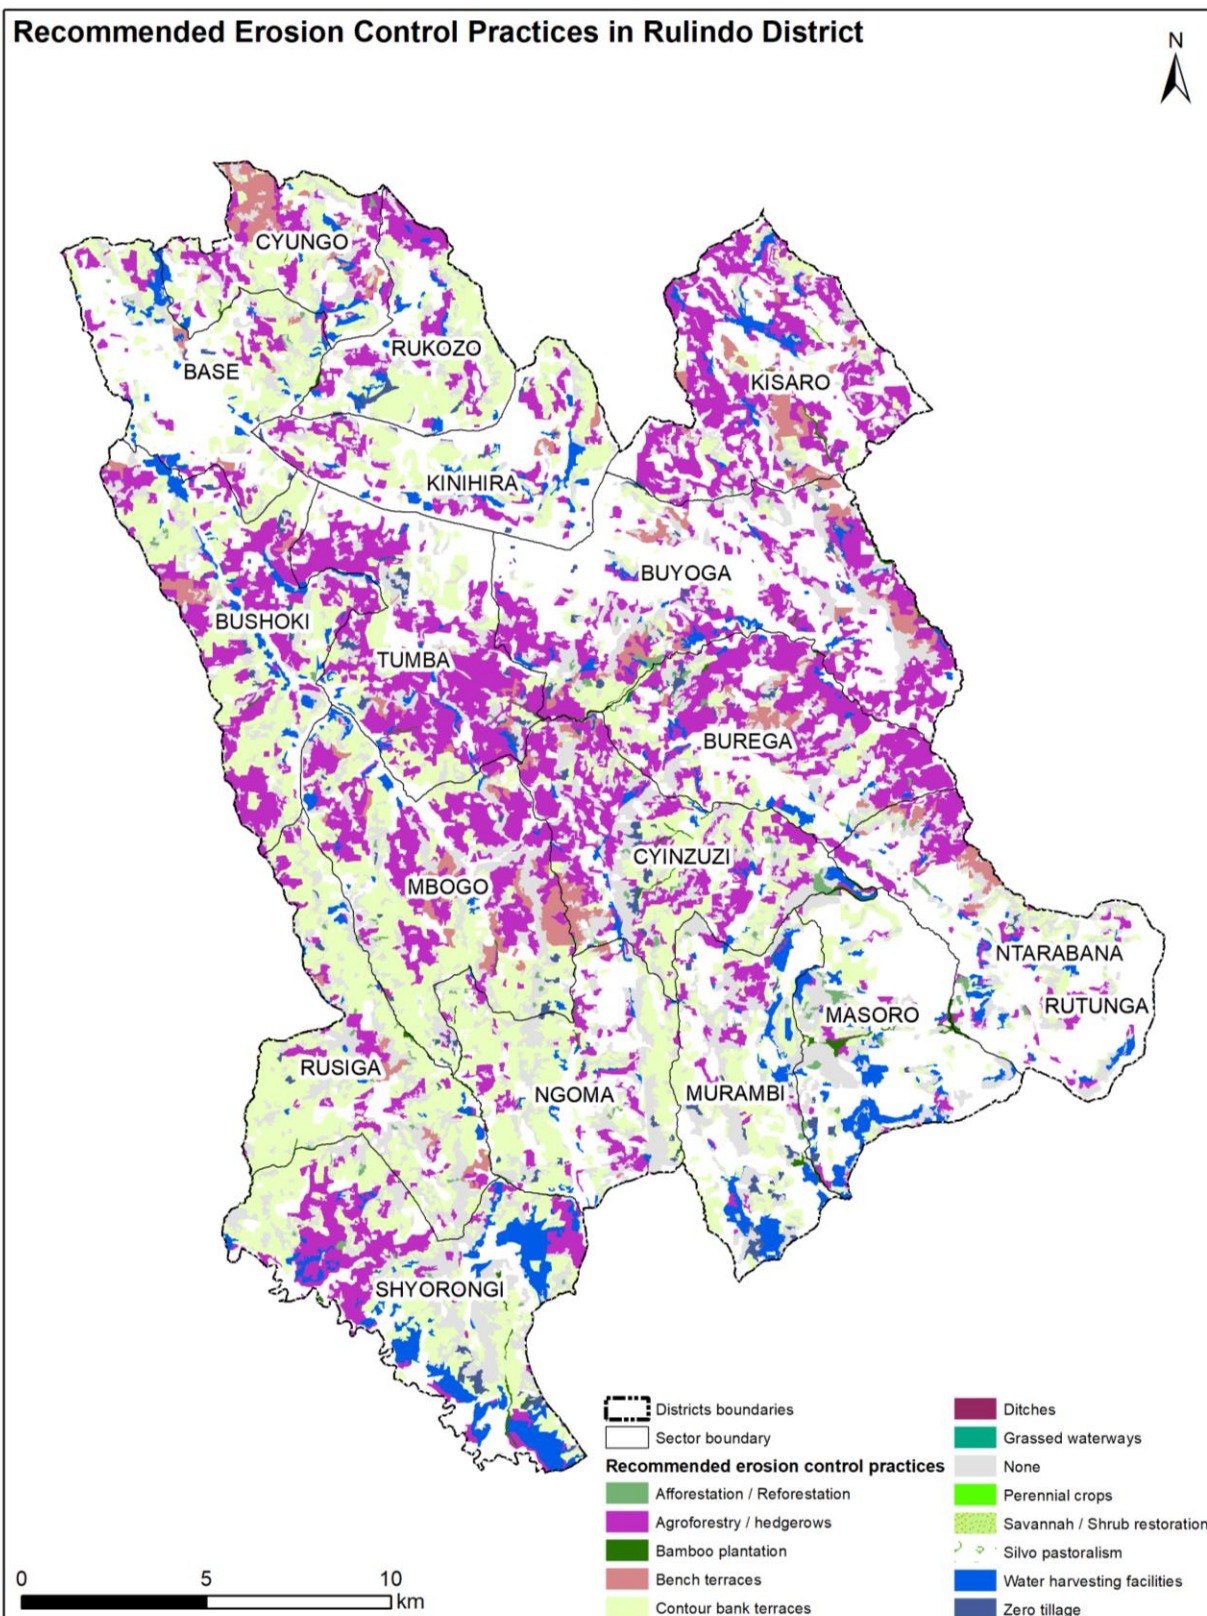 Recommended Erosion Control Practices in Rulindo District
N
CYUNGO
RUKOZO
BASE
KISARO
KINIHIRA
BUYOGA
BUSHOKI
TUMBA
BUREGA
CYINZUZI
MBOGO
NTARABANA
RUTUNGA
MASORO
RUSIGA
NGOMA
MURAMBI
SHYORONGI
Districts boundaries
Sector boundary
Recommended erosion control practices
Afforestation / Reforestation
Agroforestry / hedgerows
Bamboo plantation
Bench terraces
Contour bank terraces
Ditches
Grassed waterways
None
Perennial crops
Savannah / Shrub restoration
Silvo pastoralism
Water harvesting facilities
Zero tillage
0 5 10
km